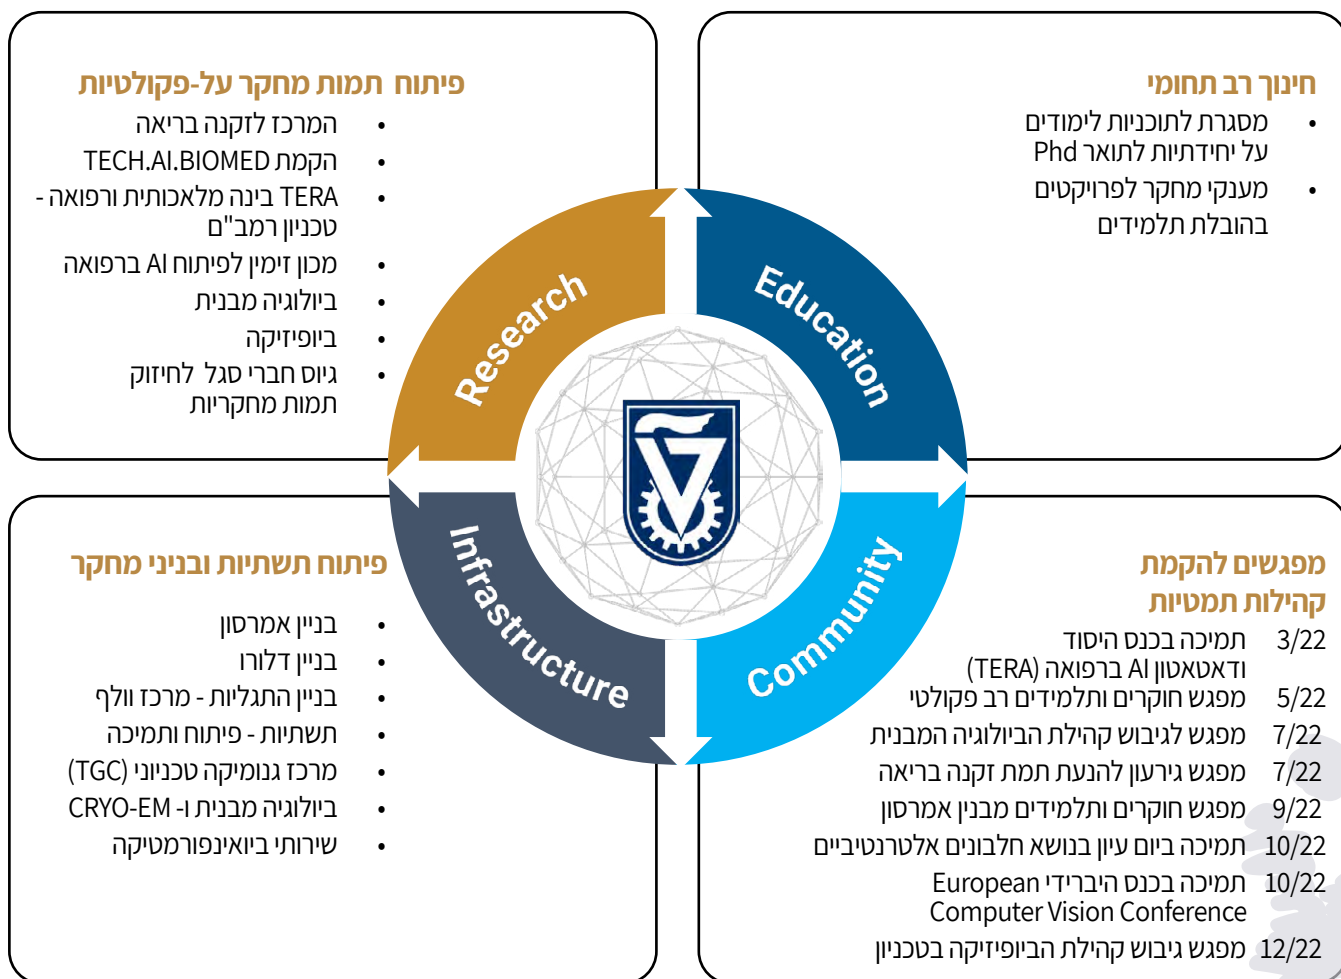 חינוך רב תחומי
• מסגרת לתוכניות לימודים
על יחידתיות לתואר Phd
• מענקי מחקר לפרויקטים
בהובלת תלמידים
פיתוח תמות מחקר על-פקולטיות
• המרכז לזקנה בריאה
• הקמת TECH.AI.BIOMED
• TERA בינה מלאכותית ורפואה -
טכניון רמב"ם
• מכון זימין לפיתוח AI ברפואה
• ביולוגיה מבנית
• ביופיזיקה
• גיוס חברי סגל לחיזוק
תמות מחקריות
Research
Education
Infrastructure
Community
מפגשים להקמת
קהילות תמטיות
3/22 תמיכה בכנס היסוד
ודאטאטון AI ברפואה (TERA)
5/22 מפגש חוקרים ותלמידים רב פקולטי
7/22 מפגש לגיבוש קהילת הביולוגיה המבנית
7/22 מפגש גירעון להנעת תמת זקנה בריאה
9/22 מפגש חוקרים ותלמידים מבנין אמרסון
10/22 תמיכה ביום עיון בנושא חלבונים אלטרנטיביים
10/22 תמיכה בכנס היברידי European
Computer Vision Conference
12/22 מפגש גיבוש קהילת הביופיזיקה בטכניון
פיתוח תשתיות ובניני מחקר
• בניין אמרסון
• בניין דלורו
• בניין התגליות - מרכז וולף
• תשתיות - פיתוח ותמיכה
• מרכז גנומיקה טכניוני (TGC)
• ביולוגיה מבנית ו- CRYO-EM
• שירותי ביואינפורמטיקה